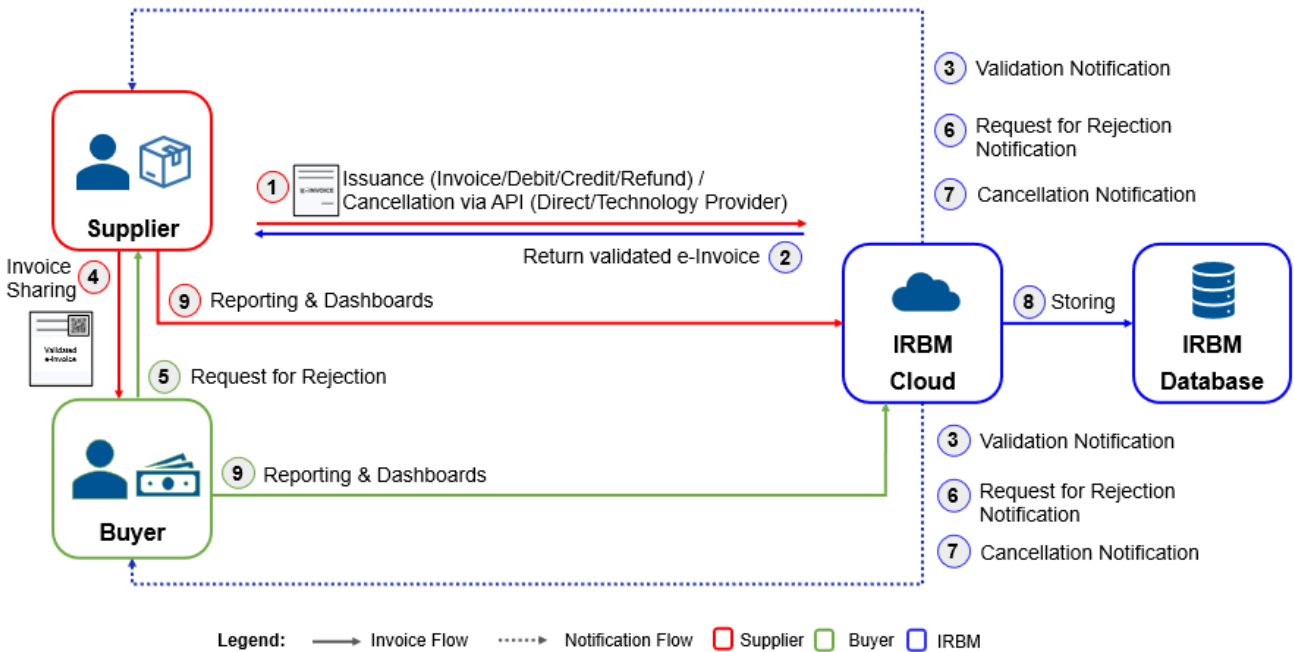 3 Validation Notification
6 Request for Rejection
Notification
7 Cancellation Notification
Supplier
1 E-INVOICE Issuance (Invoice/Debit/Credit/Refund) /
Cancellation via API (Direct/Technology Provider)
Return validated e-Invoice 2
Invoice
Sharing 4
Validated
e-Invoice
9 Reporting & Dashboards
5 Request for Rejection
IRBM
Cloud
8 Storing
IRBM
Database
Buyer
9 Reporting & Dashboards
3 Validation Notification
6 Request for Rejection
Notification
7 Cancellation Notification
Legend: Invoice Flow Notification Flow Supplier Buyer IRBM